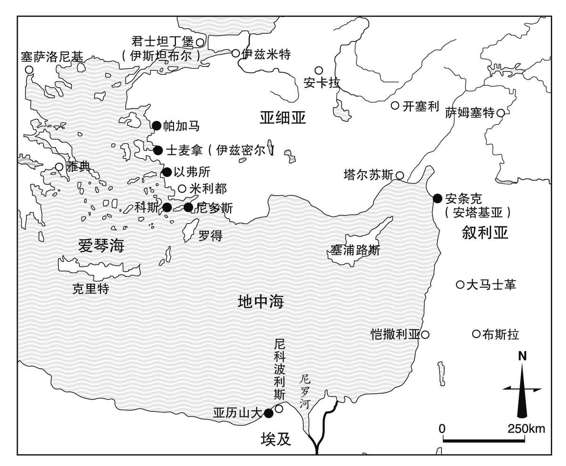 君士坦丁堡
（伊斯坦布尔）
伊兹米特
塞萨洛尼基
安卡拉
开塞利
萨姆塞特
亚细亚
帕加马
士麦拿（伊兹密尔）
雅典
以弗所
塔尔苏斯
米利都
安条克
（安塔基亚）
科斯
尼多斯
叙利亚
罗得
爱琴海
塞浦路斯
克里特
大马士革
地中海
恺撒利亚
布斯拉
尼科波利斯
尼罗河
N
亚历山大
埃及
0 250km